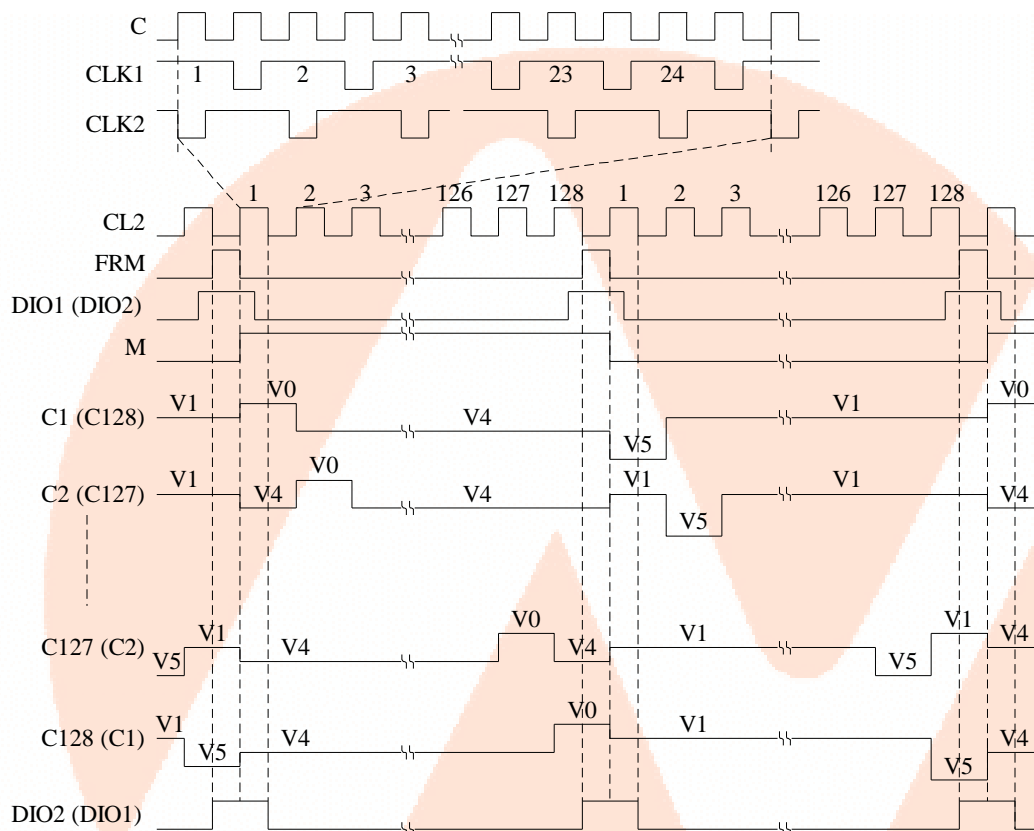 C
CLK1 1 2 3 23 24
CLK2
1 2 3 126 127 128 1 2 3 126 127 128
CL2
FRM
DIO1 (DIO2)
M
V0 V0
V1 V4 V1
C1 (C128) V5
V0 V1
V1 V4 V4 V1 V4
C2 (C127) V5
V0 V1
V1 V4 V4 V1 V4
C127 (C2) V5 V5
V1 V0 V1 V4
C128 (C1) V5 V4 V5
DIO2 (DIO1)